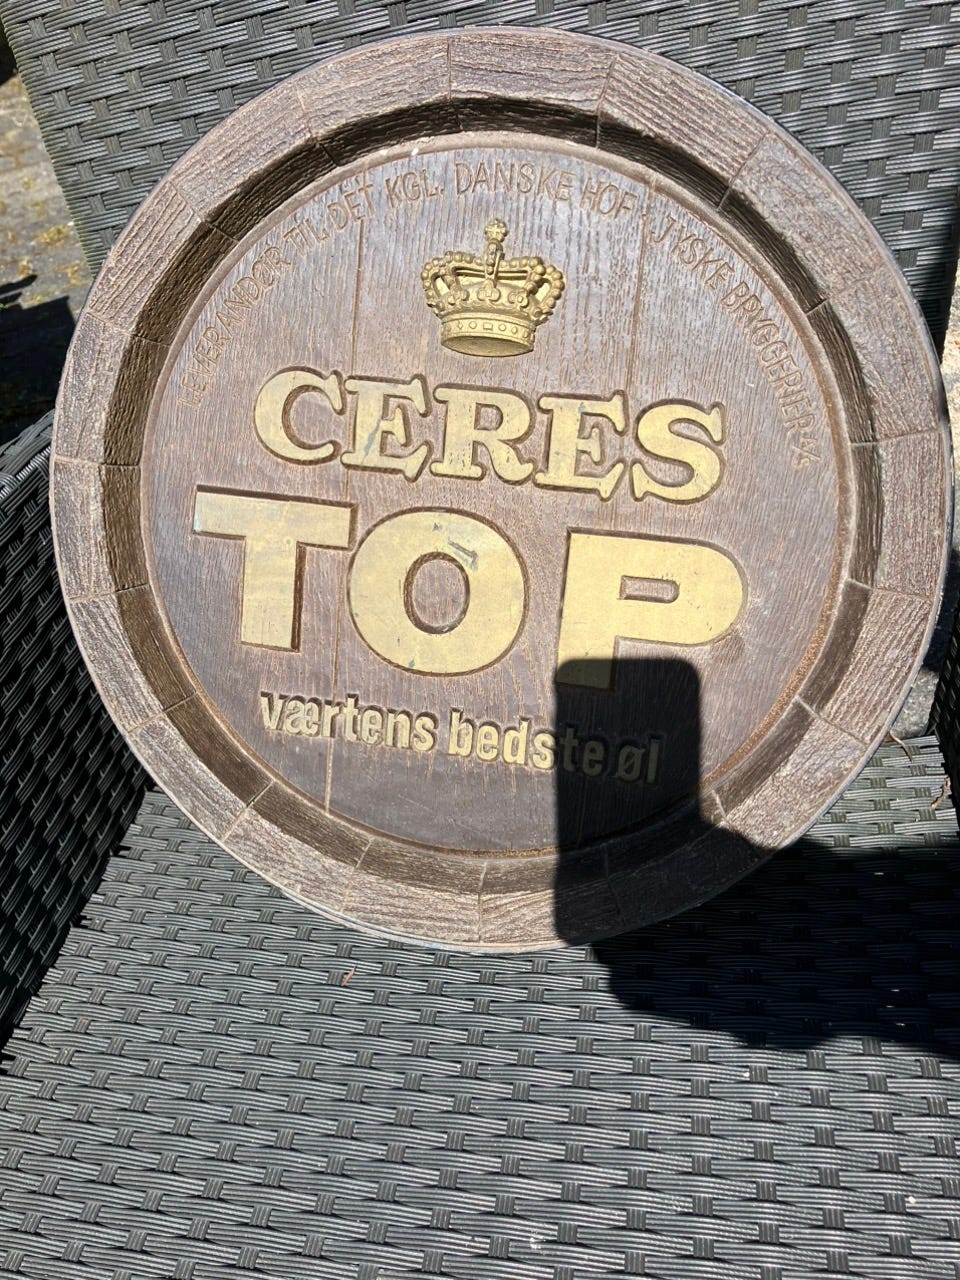 LEVERANDØR TIL DET KGL. DANSKE HOF · JYSKE BRYGGERIER %
CERES
TOP
værtens bedste øl